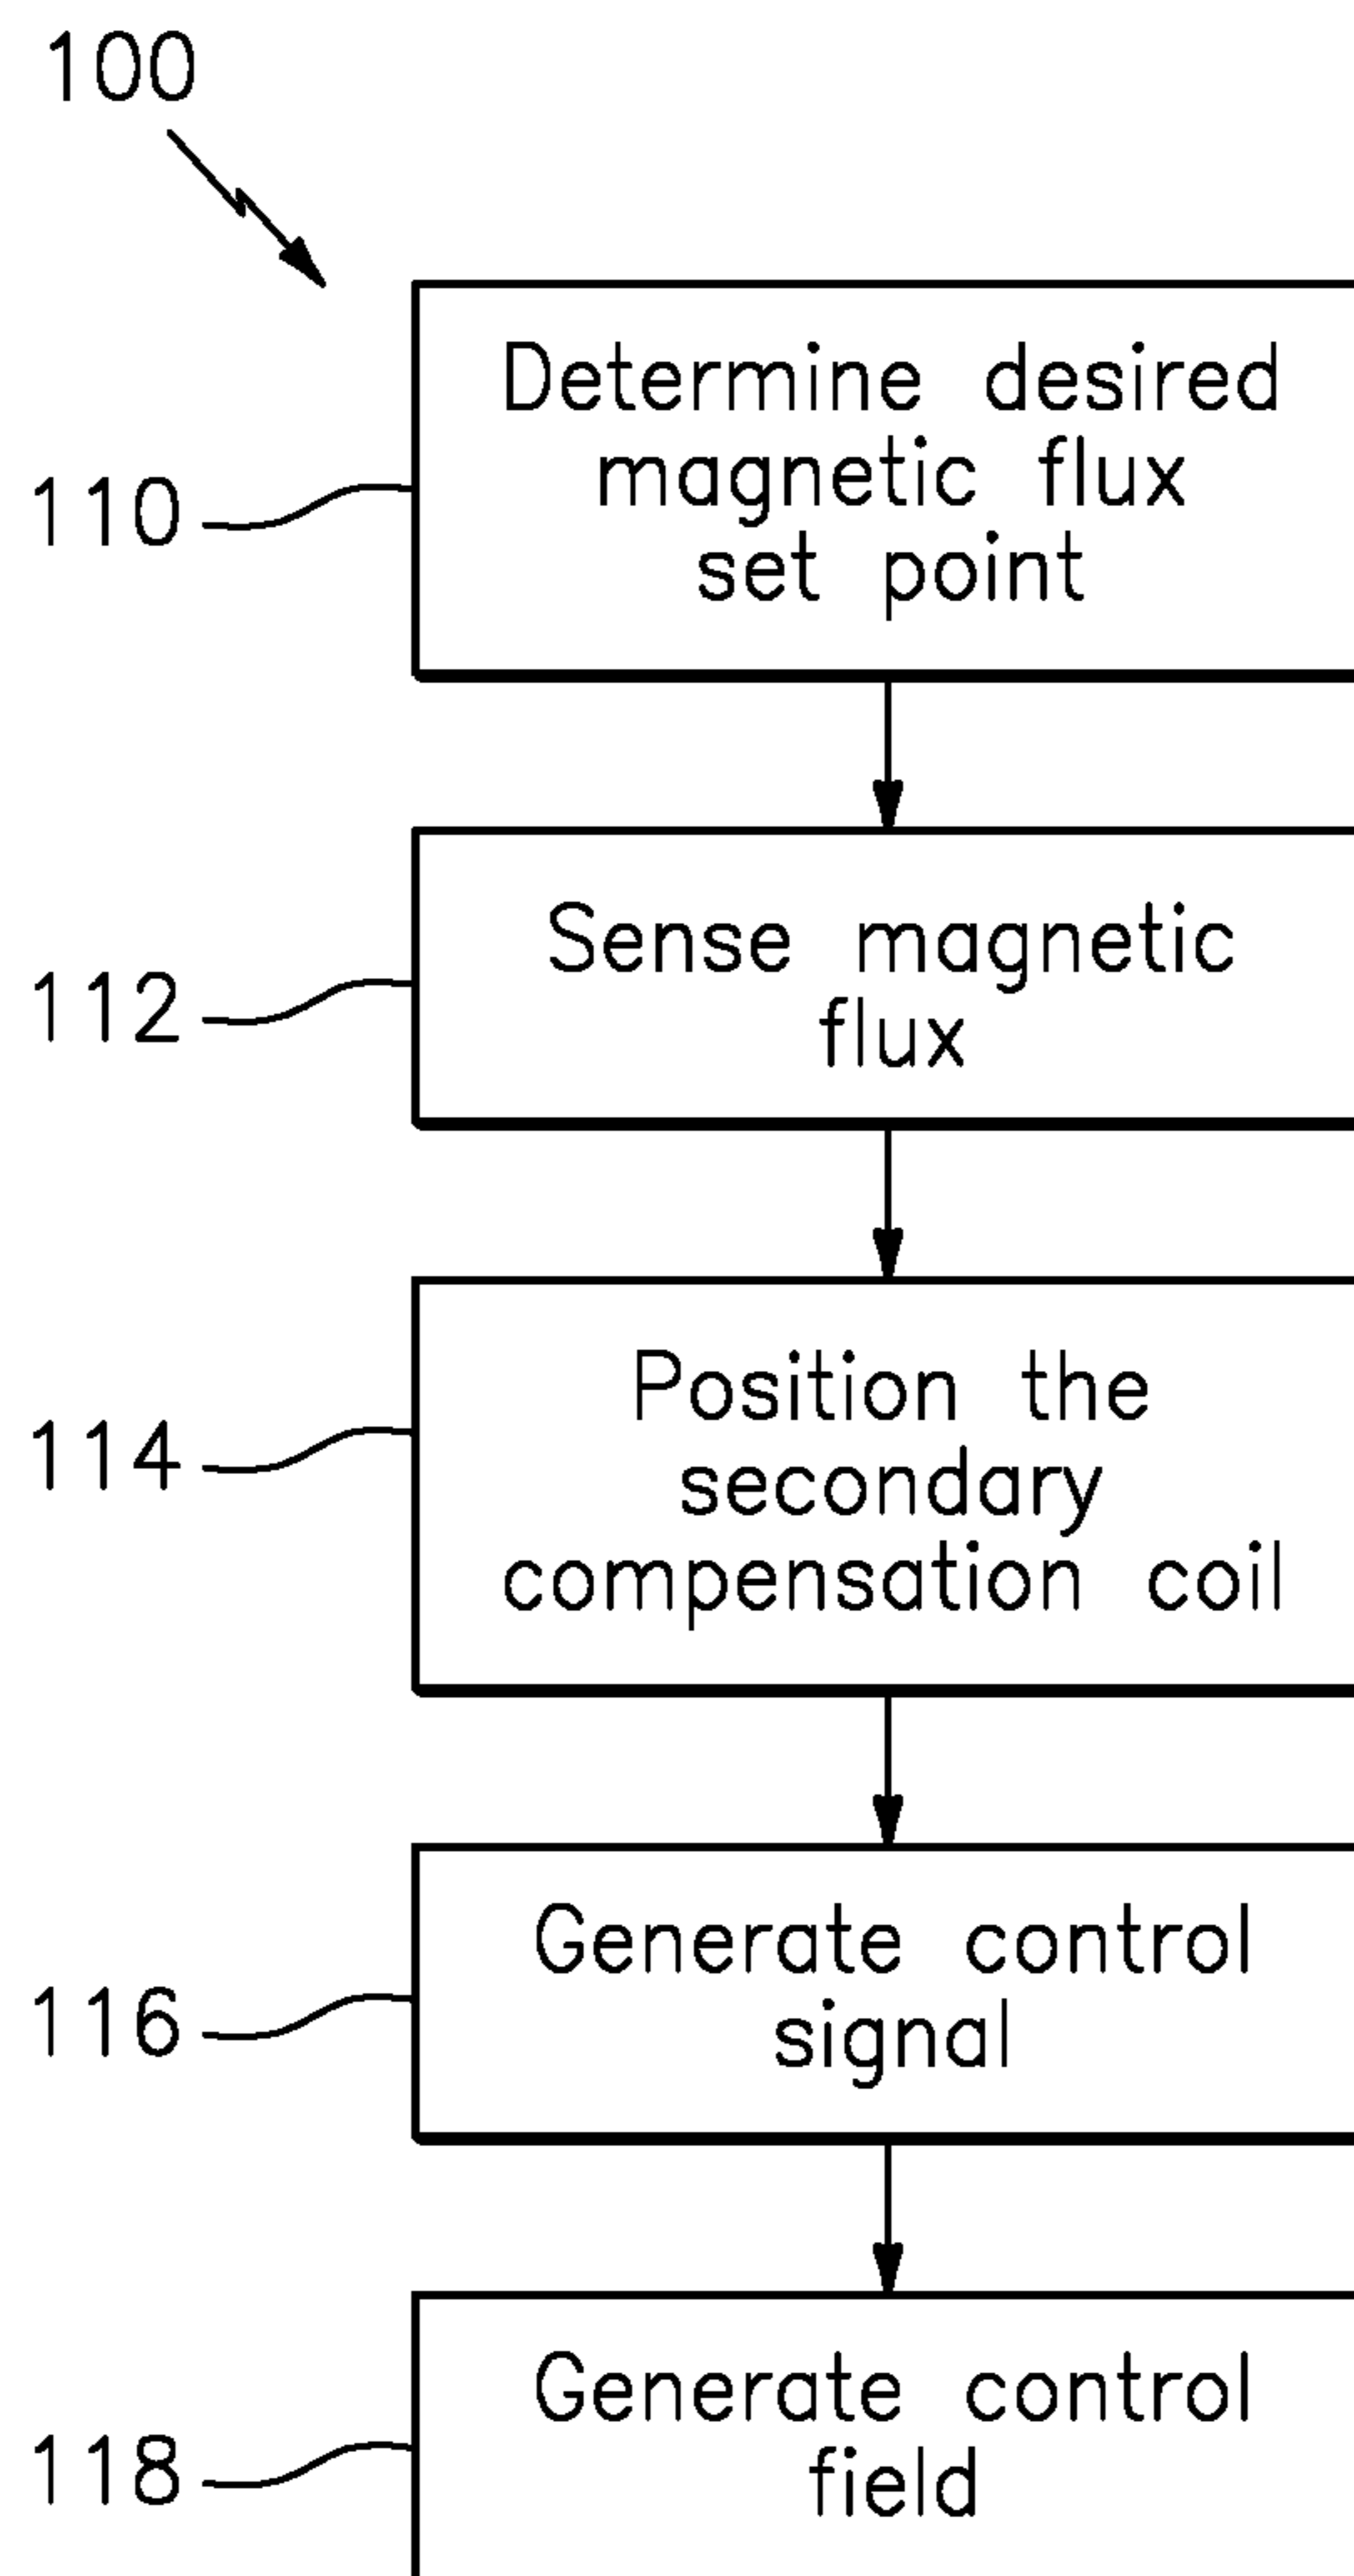 100
110
Determine desired
magnetic flux
set point
112
Sense magnetic
flux
114
Position the
secondary
compensation coil
116
Generate control
signal
118
Generate control
field